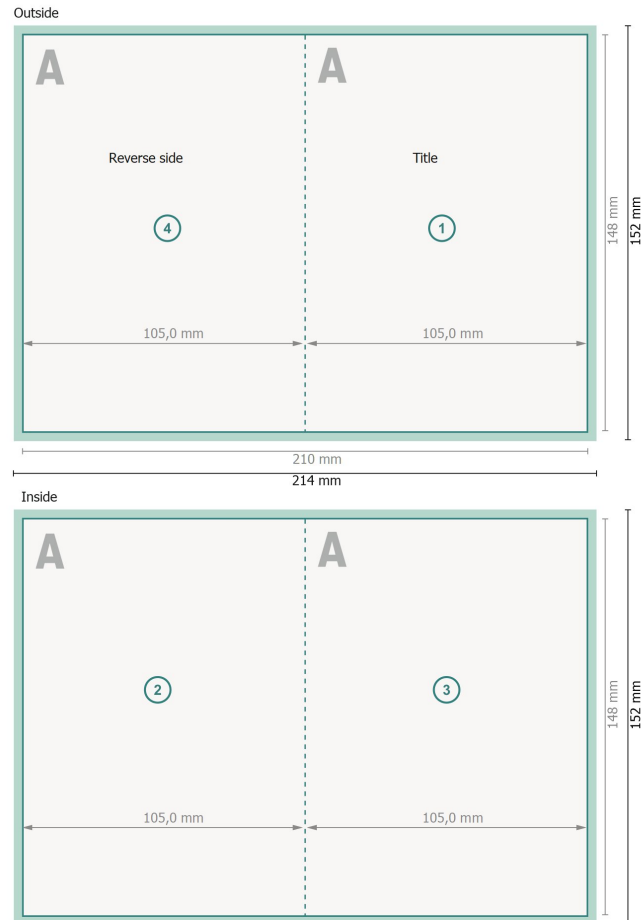 Outside
A
A
Reverse side
Title
4
1
105,0 mm
105,0 mm
148 mm
152 mm
210 mm
214 mm
Inside
A
A
2
3
105,0 mm
105,0 mm
148 mm
152 mm